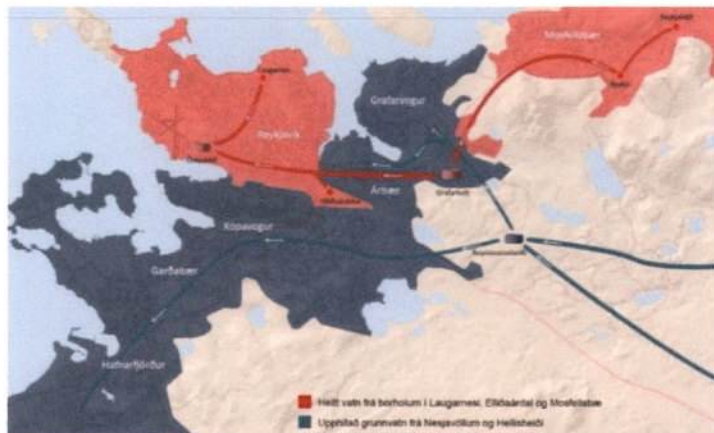 Mosfellsbær
Grafarvogur
Reykjavík
Árbær
Grafarholt
Kópavogur
Garðabær
Hafnarfjörður
Heitt vatn frá borholum í Laugarnesi, Elliðaárdal og Mosfellsbæ
Upphitað grunnvatn frá Nesjavöllum og Hellisheiði